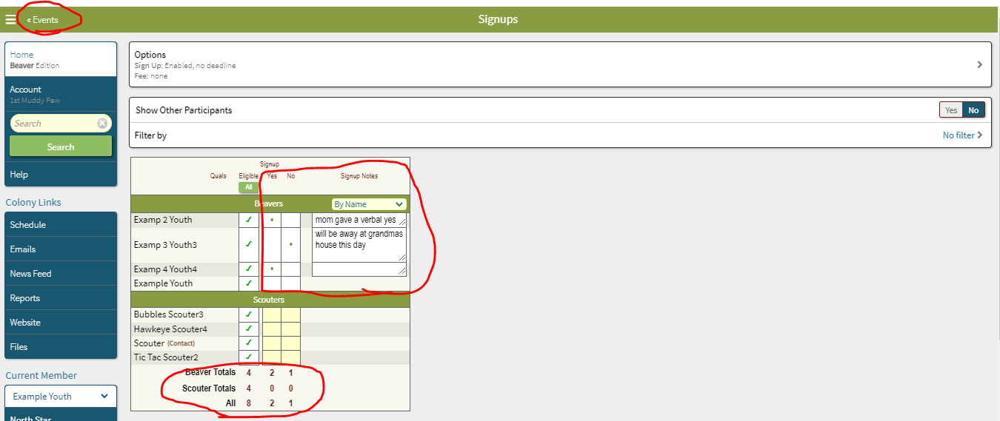 « Events
Signups
Home
Beaver Edition
Account
1st Muddy Paw
Search
Search
Help
Colony Links
Schedule
Emails
News Feed
Reports
Website
Files
Current Member
Example Youth
North Star
Options
Sign Up: Enabled, no deadline
Fee: none
Show Other Participants Yes No
Filter by No filter
Signup
Quals Eligible Yes No Signup Notes
All
Beavers By Name
Examp 2 Youth mom gave a verbal yes
Examp 3 Youth3 will be away at grandmas
house this day
Examp 4 Youth4
Example Youth
Scouters
Bubbles Scouter3
Hawkeye Scouter4
Scouter (Contact)
Tic Tac Scouter2
Beaver Totals 4 2 1
Scouter Totals 4 0 0
All 8 2 1